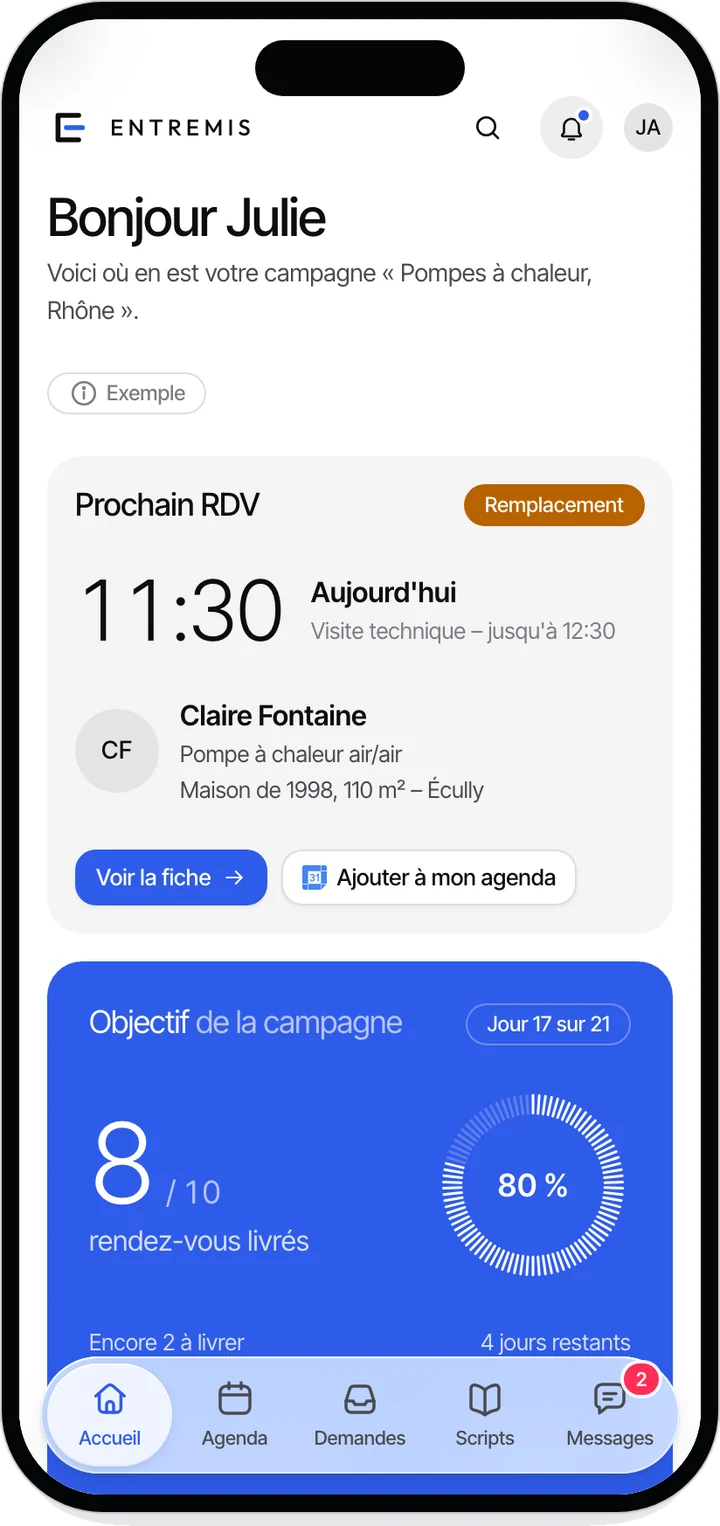 ENTREMIS
JA
Bonjour Julie
Voici où en est votre campagne « Pompes à chaleur,
Rhône ».
Exemple
Prochain RDV
Remplacement
11:30
Aujourd'hui
Visite technique – jusqu'à 12:30
CF
Claire Fontaine
Pompe à chaleur air/air
Maison de 1998, 110 m² – Écully
Voir la fiche →
31
Ajouter à mon agenda
Objectif de la campagne
Jour 17 sur 21
8 / 10
rendez-vous livrés
80 %
Encore 2 à livrer
4 jours restants
2
Accueil
Agenda
Demandes
Scripts
Messages